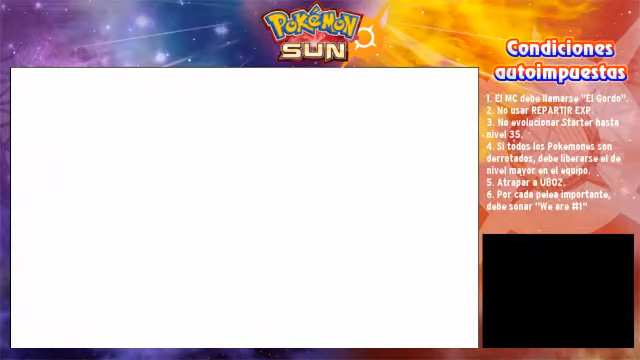 POKéMON
SUN
Condiciones
autoimpuestas
1. El MC debe llamarse "El Gordo".
2. No usar REPARTIR EXP.
3. No evolucionar Starter hasta
nivel 35.
4. Si todos los Pokemones son
derrotados, debe liberarse el de
nivel mayor en el equipo.
5. Atrapar a UB02.
6. Por cada pelea importante,
debe sonar "We are #1"